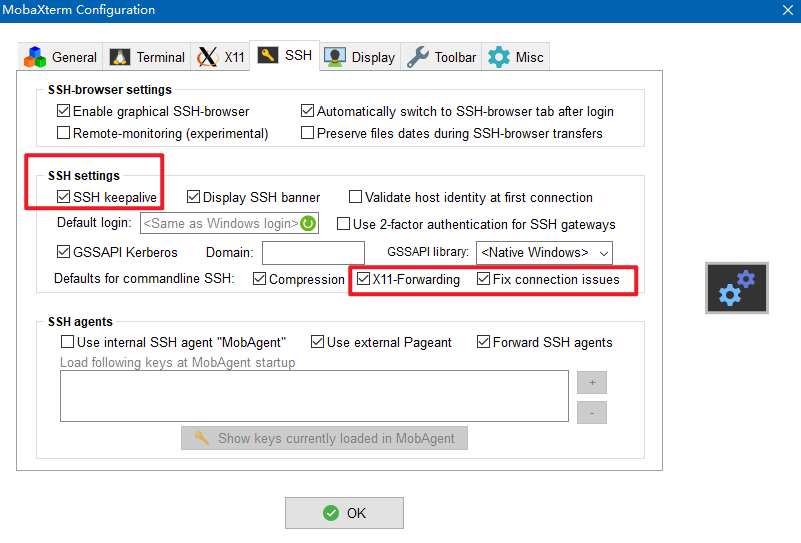 MobaXterm Configuration
General Terminal X11 SSH Display Toolbar Misc
SSH-browser settings
Enable graphical SSH-browser Automatically switch to SSH-browser tab after login
Remote-monitoring (experimental) Preserve files dates during SSH-browser transfers
SSH settings
SSH keepalive Display SSH banner Validate host identity at first connection
Default login: <Same as Windows login> Use 2-factor authentication for SSH gateways
GSSAPI Kerberos Domain: GSSAPI library: <Native Windows>
Defaults for commandline SSH: Compression X11-Forwarding Fix connection issues
SSH agents
Use internal SSH agent "MobAgent" Use external Pageant Forward SSH agents
Load following keys at MobAgent startup
+
-
Show keys currently loaded in MobAgent
OK